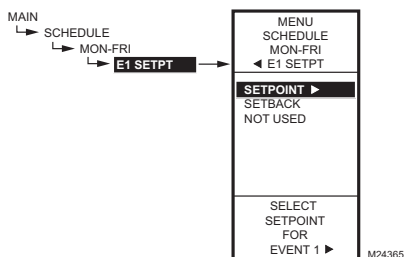 MAIN
SCHEDULE
MON-FRI
E1 SETPT
MENU
SCHEDULE
MON-FRI
◄ E1 SETPT
SETPOINT ►
SETBACK
NOT USED
SELECT
SETPOINT
FOR
EVENT 1 ►
M24365